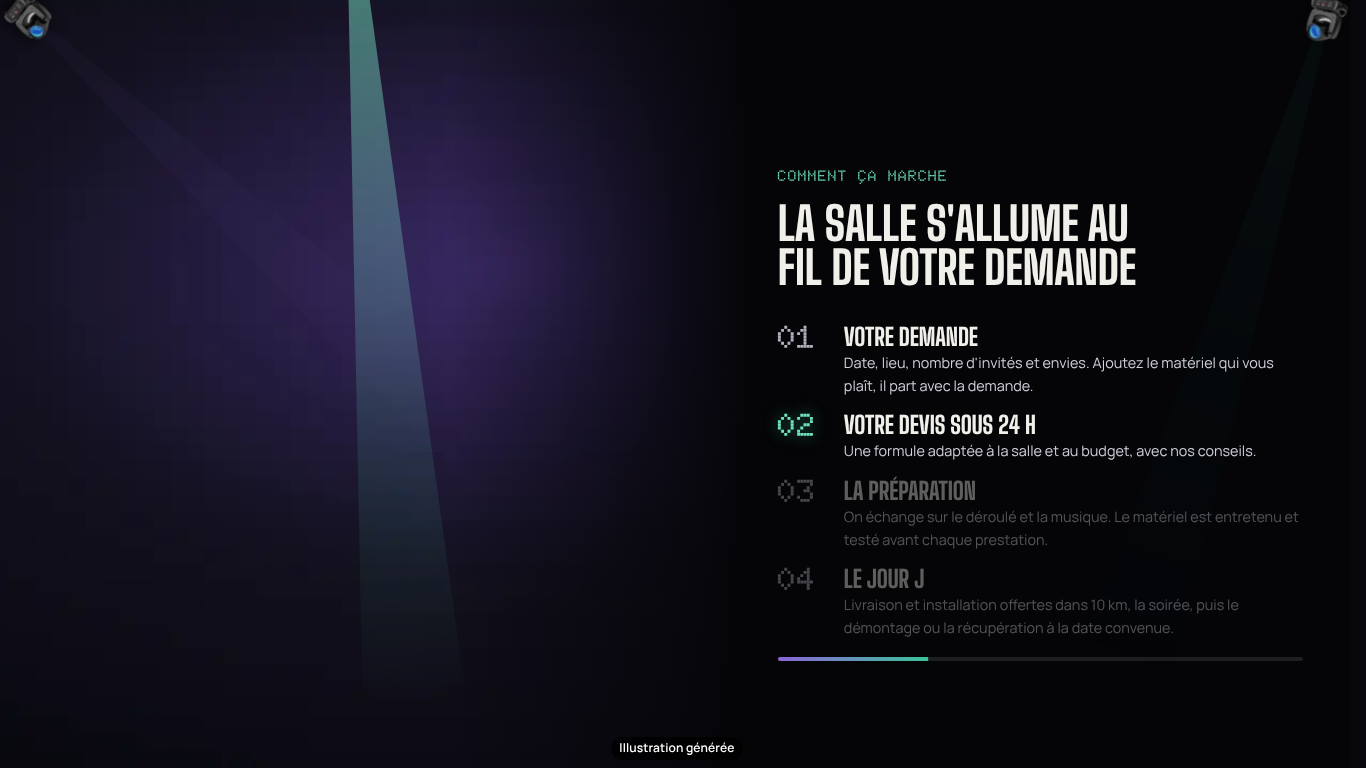 COMMENT ÇA MARCHE
LA SALLE S'ALLUME AU
FIL DE VOTRE DEMANDE
01 VOTRE DEMANDE
Date, lieu, nombre d'invités et envies. Ajoutez le matériel qui vous
plaît, il part avec la demande.
02 VOTRE DEVIS SOUS 24 H
Une formule adaptée à la salle et au budget, avec nos conseils.
03 LA PRÉPARATION
On échange sur le déroulé et la musique. Le matériel est entretenu et
testé avant chaque prestation.
04 LE JOUR J
Livraison et installation offertes dans 10 km, la soirée, puis le
démontage ou la récupération à la date convenue.
Illustration générée